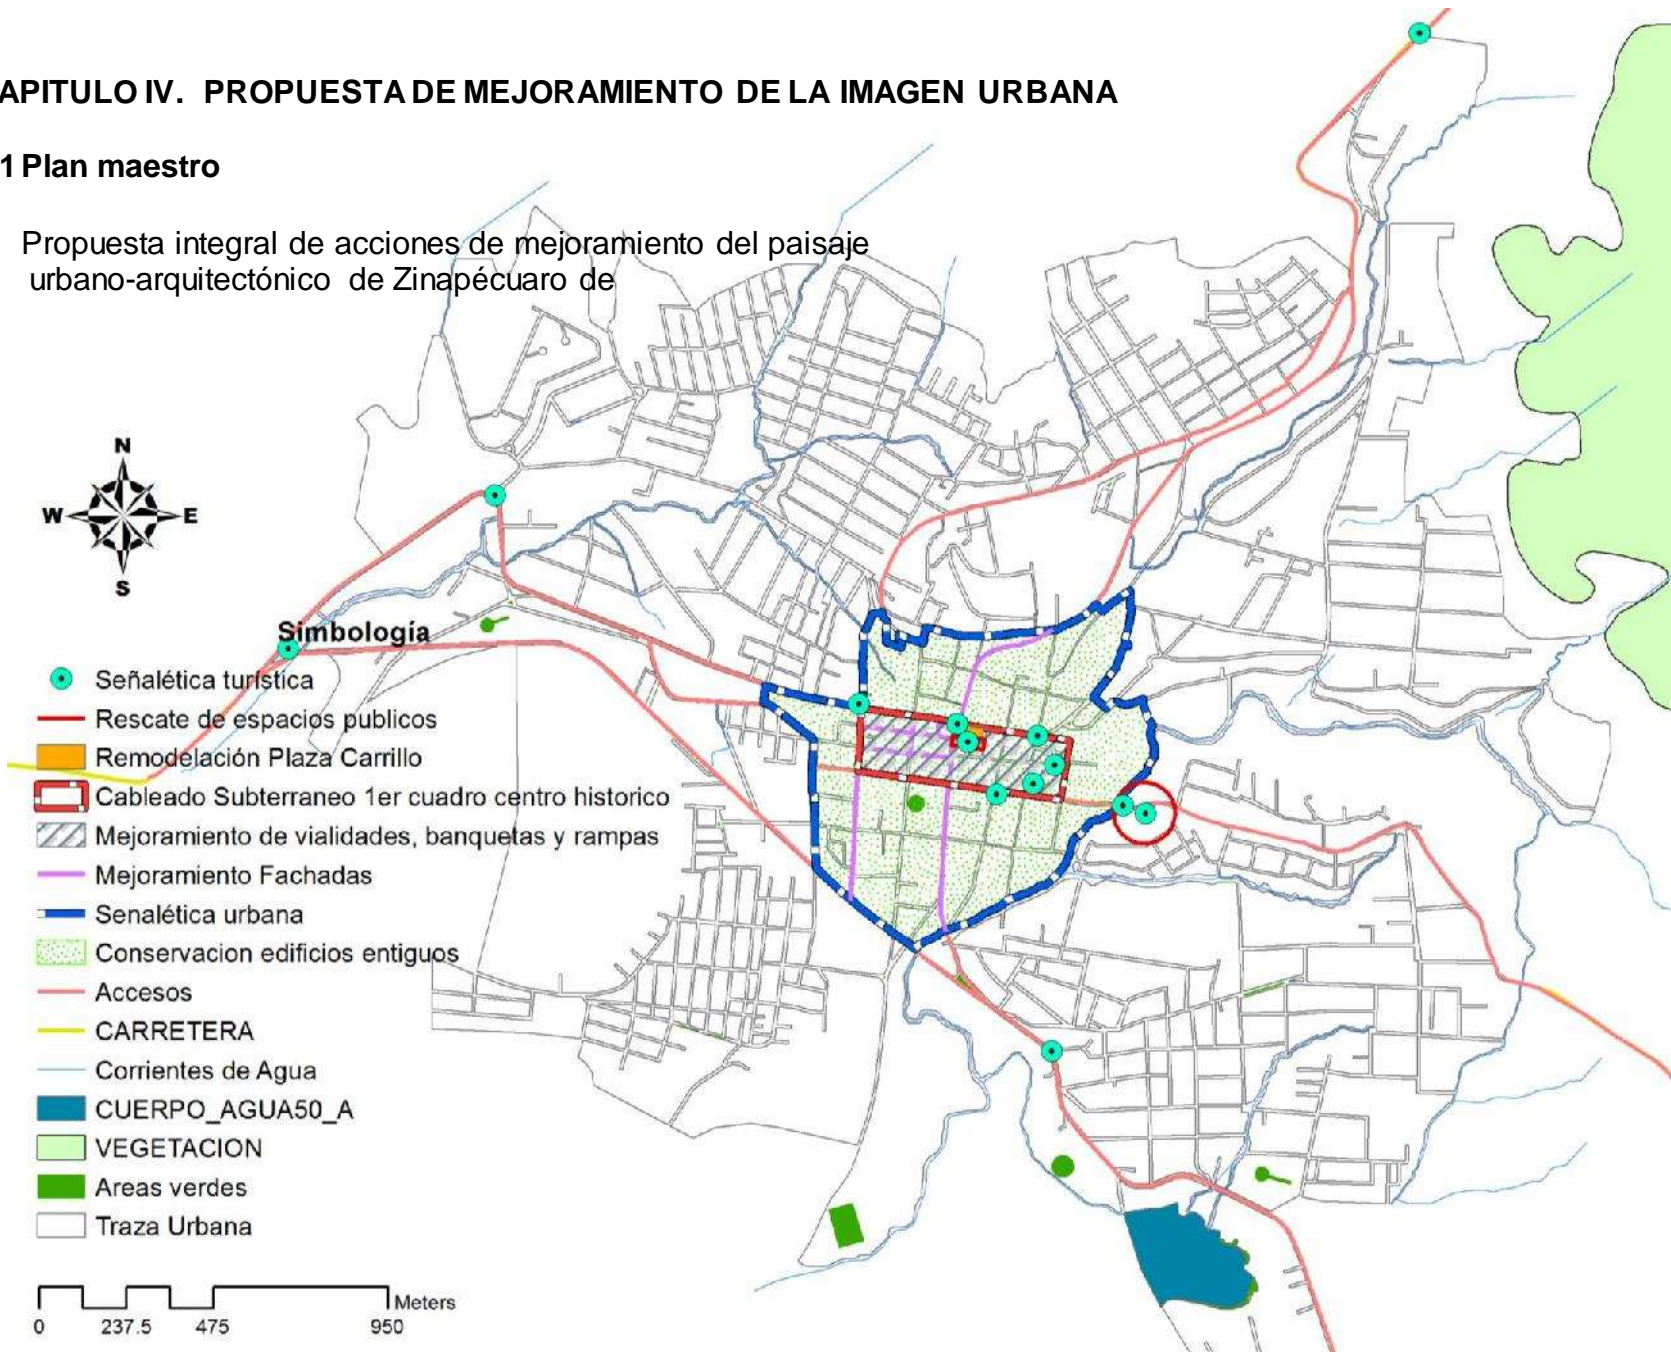 APITULO IV. PROPUESTA DE MEJORAMIENTO DE LA IMAGEN URBANA
1 Plan maestro
Propuesta integral de acciones de mejoramiento del paisaje
urbano-arquitectónico de Zinapécuaro de
N
W E
S
Simbología
Señalética turística
Rescate de espacios publicos
Remodelación Plaza Carrillo
Cableado Subterraneo 1er cuadro centro historico
Mejoramiento de vialidades, banquetas y rampas
Mejoramiento Fachadas
Senalética urbana
Conservacion edificios entiguos
Accesos
CARRETERA
Corrientes de Agua
CUERPO_AGUA50_A
VEGETACION
Areas verdes
Traza Urbana
Meters
0 237.5 475 950